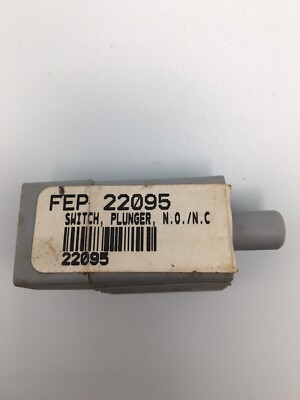 FEP 22095
SWITCH, PLUNGER, N.O./N.C
22095